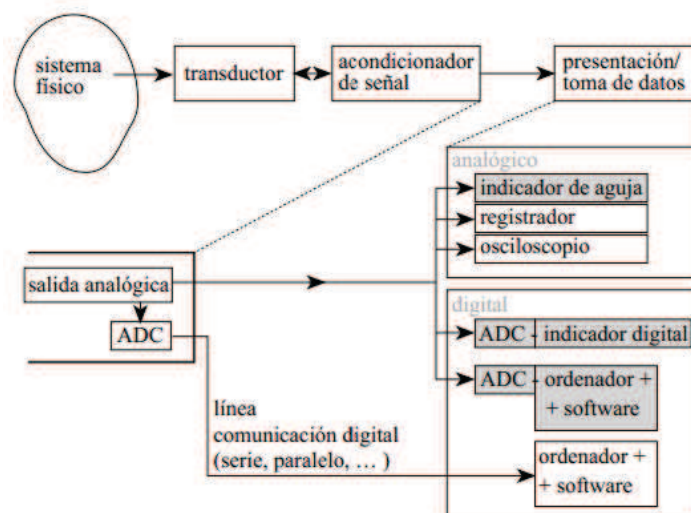 sistema
físico
transductor
acondicionador
de señal
presentación/
toma de datos
analógico
indicador de aguja
registrador
osciloscopio
salida analógica
ADC
digital
ADC - indicador digital
ADC - ordenador +
+ software
línea
comunicación digital
(serie, paralelo, ... )
ordenador +
+ software